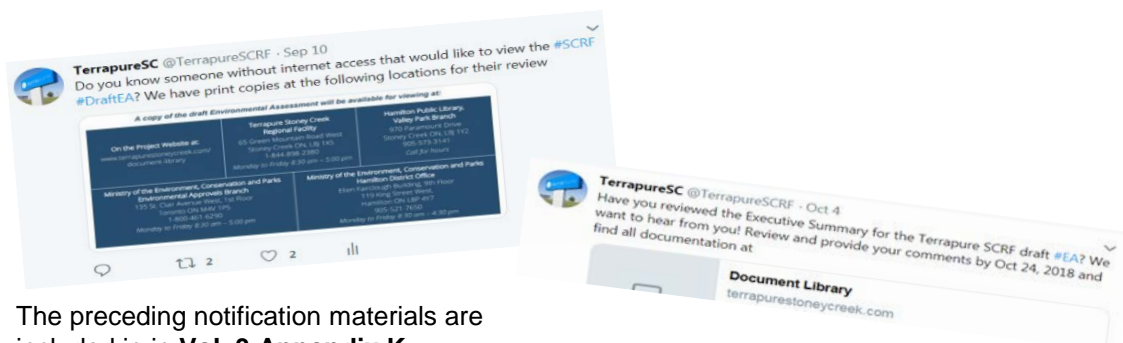 TerrapureSC @TerrapureSCRF · Sep 10
Do you know someone without internet access that would like to view the #SCRF
#DraftEA? We have print copies at the following locations for their review
A copy of the draft Environmental Assessment will be available for viewing at:
On the Project Website at:
www.terrapurestoneycreek.com/
document-library
Terrapure Stoney Creek
Regional Facility
65 Green Mountain Road West
Stoney Creek ON, L8J 1X5
1-844-898-2380
Monday to Friday 8:30 am – 5:00 pm
Hamilton Public Library,
Valley Park Branch
970 Paramount Drive
Stoney Creek ON, L8J 1Y2
905-573-3141
Call for hours
Ministry of the Environment, Conservation and Parks
Environmental Approvals Branch
135 St. Clair Avenue West, 1st Floor
Toronto ON M4V 1P5
1-800-461-6290
Monday to Friday 8:30 am – 5:00 pm
Ministry of the Environment, Conservation and Parks
Hamilton District Office
Ellen Fairclough Building, 9th Floor
119 King Street West,
Hamilton ON L8P 4Y7
905-521-7650
Monday to Friday 8:30 am – 4:30 pm
2 2
TerrapureSC @TerrapureSCRF · Oct 4
Have you reviewed the Executive Summary for the Terrapure SCRF draft #EA? We
want to hear from you! Review and provide your comments by Oct 24, 2018 and
find all documentation at
Document Library
terrapurestoneycreek.com
The preceding notification materials are